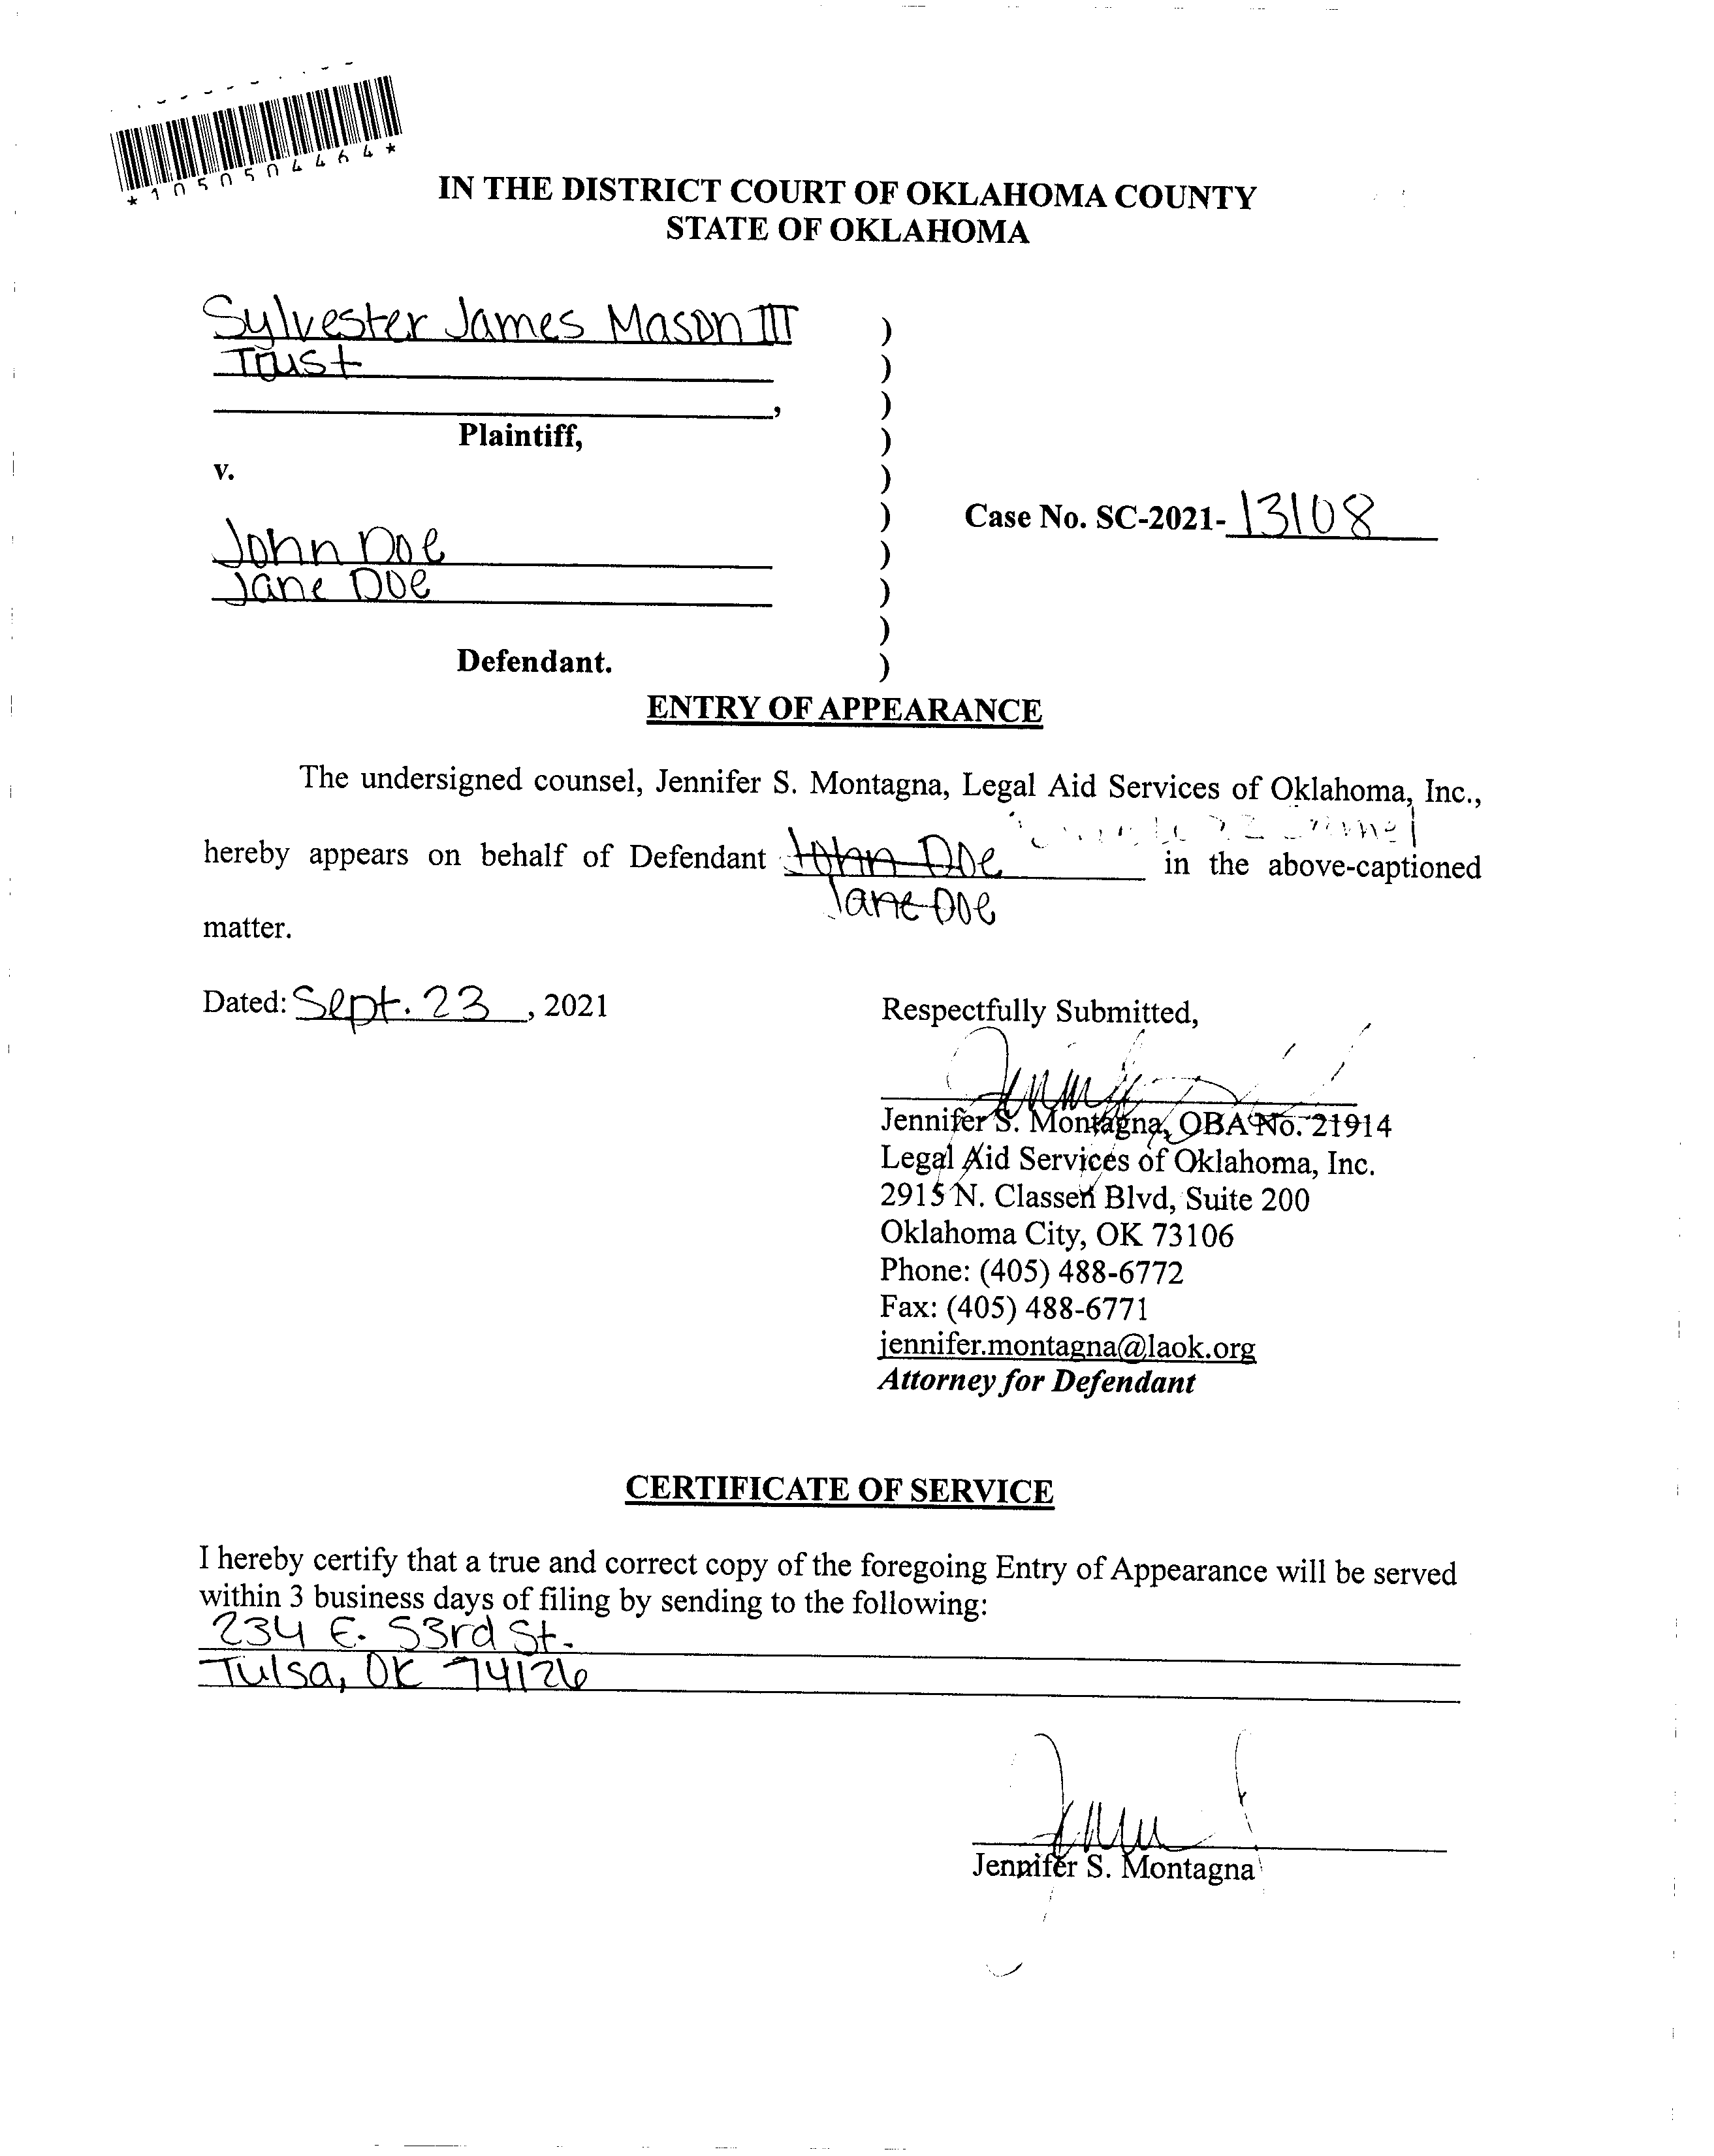 *1050504464*
IN THE DISTRICT COURT OF OKLAHOMA COUNTY
STATE OF OKLAHOMA
Sylvester James Mason III )
Trust )
, )
Plaintiff, )
v. )
) Case No. SC-2021-13108
John Doe )
Jane Doe )
)
Defendant. )
ENTRY OF APPEARANCE
The undersigned counsel, Jennifer S. Montagna, Legal Aid Services of Oklahoma, Inc.,
hereby appears on behalf of Defendant John Doe in the above-captioned
Jane Doe
matter.
Dated: Sept. 23, 2021
Respectfully Submitted,
Jennifer S. Montagna, OBA No. 21914
Legal Aid Services of Oklahoma, Inc.
2915 N. Classen Blvd, Suite 200
Oklahoma City, OK 73106
Phone: (405) 488-6772
Fax: (405) 488-6771
jennifer.montagna@laok.org
Attorney for Defendant
CERTIFICATE OF SERVICE
I hereby certify that a true and correct copy of the foregoing Entry of Appearance will be served
within 3 business days of filing by sending to the following:
234 E. 53rd St.
Tulsa, OK 74126
Jennifer S. Montagna